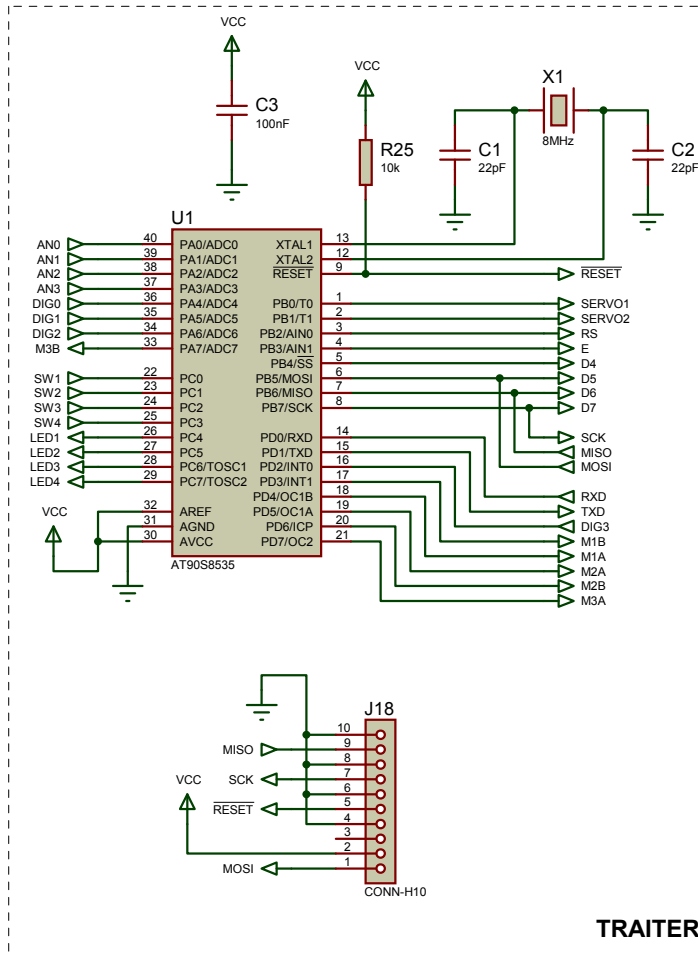 VCC
C3
100nF
VCC
R25
10k
X1
8MHz
C1
22pF
C2
22pF
U1
AN0 40 PA0/ADC0 XTAL1 13
AN1 39 PA1/ADC1 XTAL2 12
AN2 38 PA2/ADC2 RESET 9 RESET
AN3 37 PA3/ADC3
DIG0 36 PA4/ADC4 PB0/T0 1 SERVO1
DIG1 35 PA5/ADC5 PB1/T1 2 SERVO2
DIG2 34 PA6/ADC6 PB2/AIN0 3 RS
M3B 33 PA7/ADC7 PB3/AIN1 4 E
PB4/SS 5 D4
SW1 22 PC0 PB5/MOSI 6 D5
SW2 23 PC1 PB6/MISO 7 D6
SW3 24 PC2 PB7/SCK 8 D7
SW4 25 PC3
LED1 26 PC4 PD0/RXD 14 SCK
LED2 27 PC5 PD1/TXD 15 MISO
LED3 28 PC6/TOSC1 PD2/INT0 16 MOSI
LED4 29 PC7/TOSC2 PD3/INT1 17 RXD
PD4/OC1B 18 TXD
VCC 32 AREF PD5/OC1A 19 DIG3
31 AGND PD6/ICP 20 M1B
30 AVCC PD7/OC2 21 M1A
AT90S8535
M2A
M2B
M3A
J18
10
MISO 9
8
VCC SCK 7
6
RESET 5
4
3
2
MOSI 1
CONN-H10
TRAITER